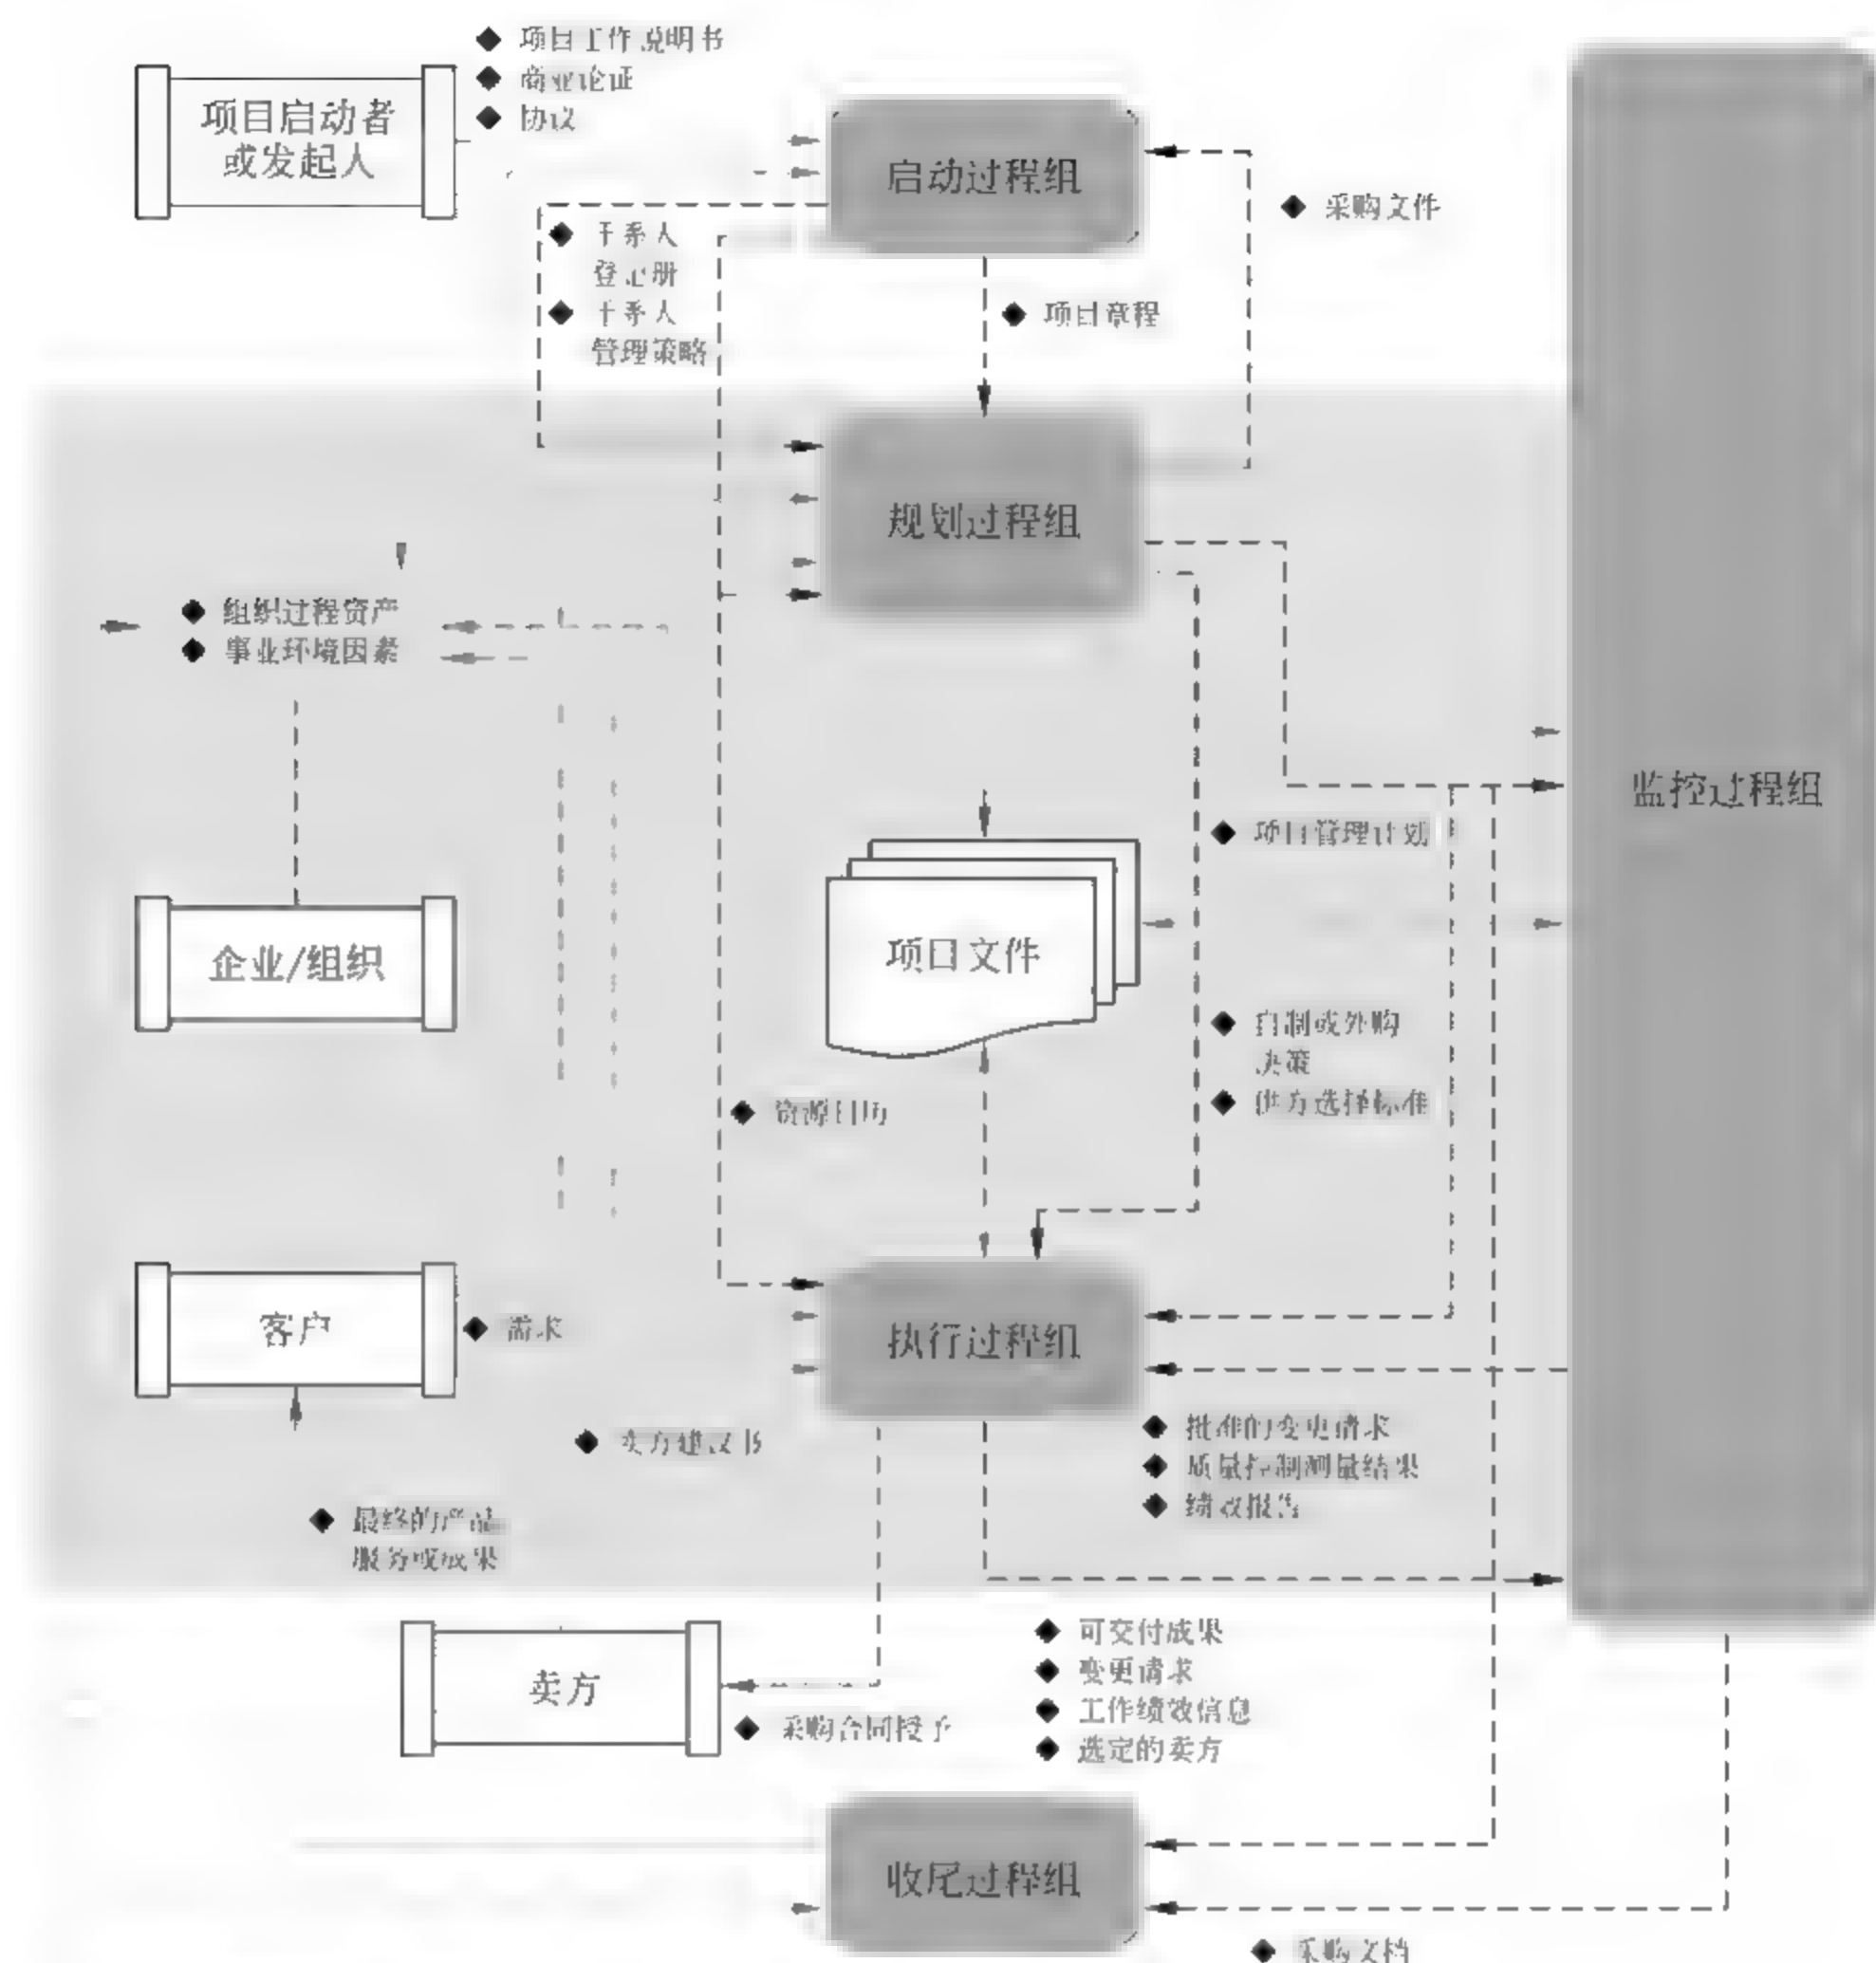 项目工作说明书
商业论证
协议
项目启动者
或发起人
启动过程组
采购文件
干系人
登记册
干系人
管理策略
项目章程
规划过程组
组织过程资产
事业环境因素
监控过程组
项目管理计划
企业/组织
项目文件
自制或外购
决策
供方选择标准
资源日历
客户
需求
执行过程组
卖方建议书
批准的变更请求
质量控制测量结果
绩效报告
最终的产品
服务或成果
可交付成果
变更请求
工作绩效信息
选定的卖方
卖方
采购合同授予
收尾过程组
采购文档